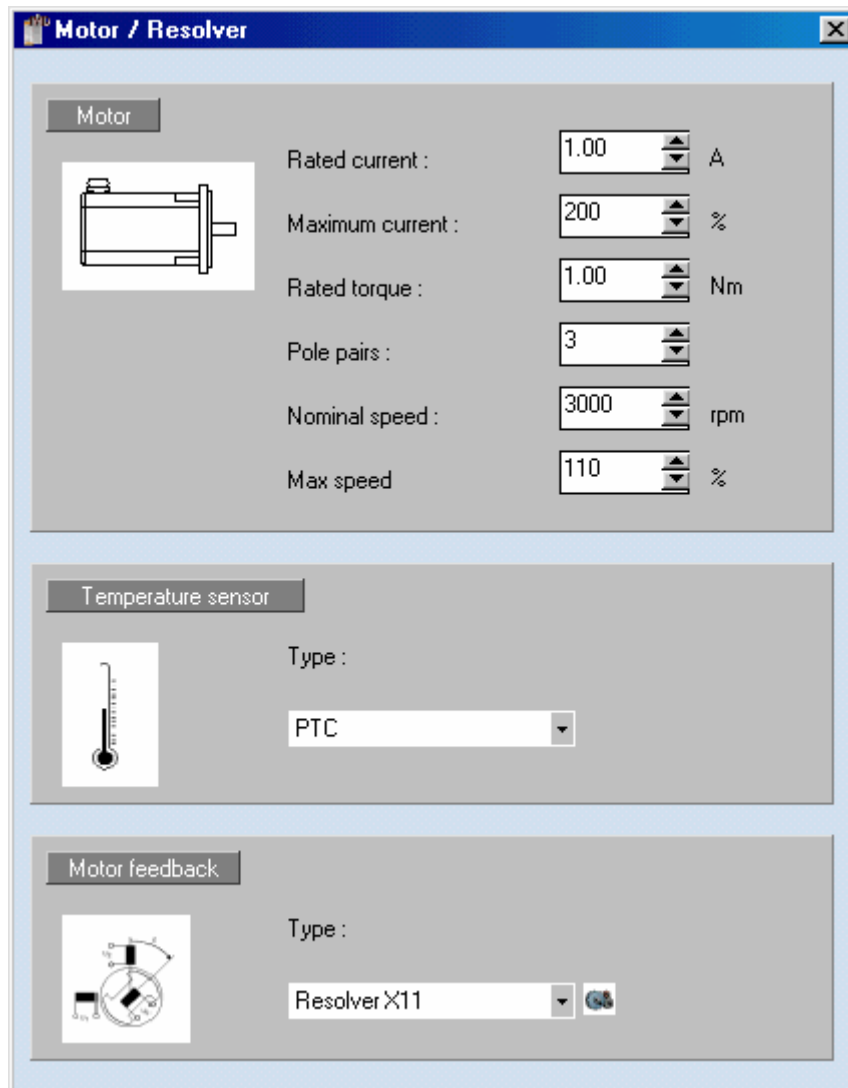 Motor / Resolver
Motor
Rated current : 1.00 A
Maximum current : 200 %
Rated torque : 1.00 Nm
Pole pairs : 3
Nominal speed : 3000 rpm
Max speed 110 %
Temperature sensor
Type :
PTC
Motor feedback
Type :
Resolver X11